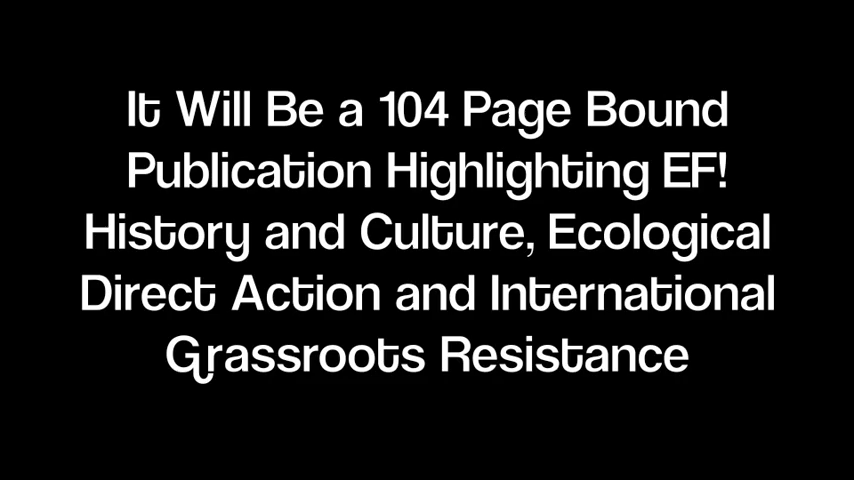 It Will Be a 104 Page Bound
Publication Highlighting EF!
History and Culture, Ecological
Direct Action and International
Grassroots Resistance